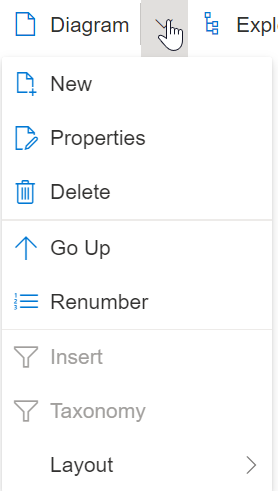 Diagram
New
Properties
Delete
Go Up
Renumber
Insert
Taxonomy
Layout